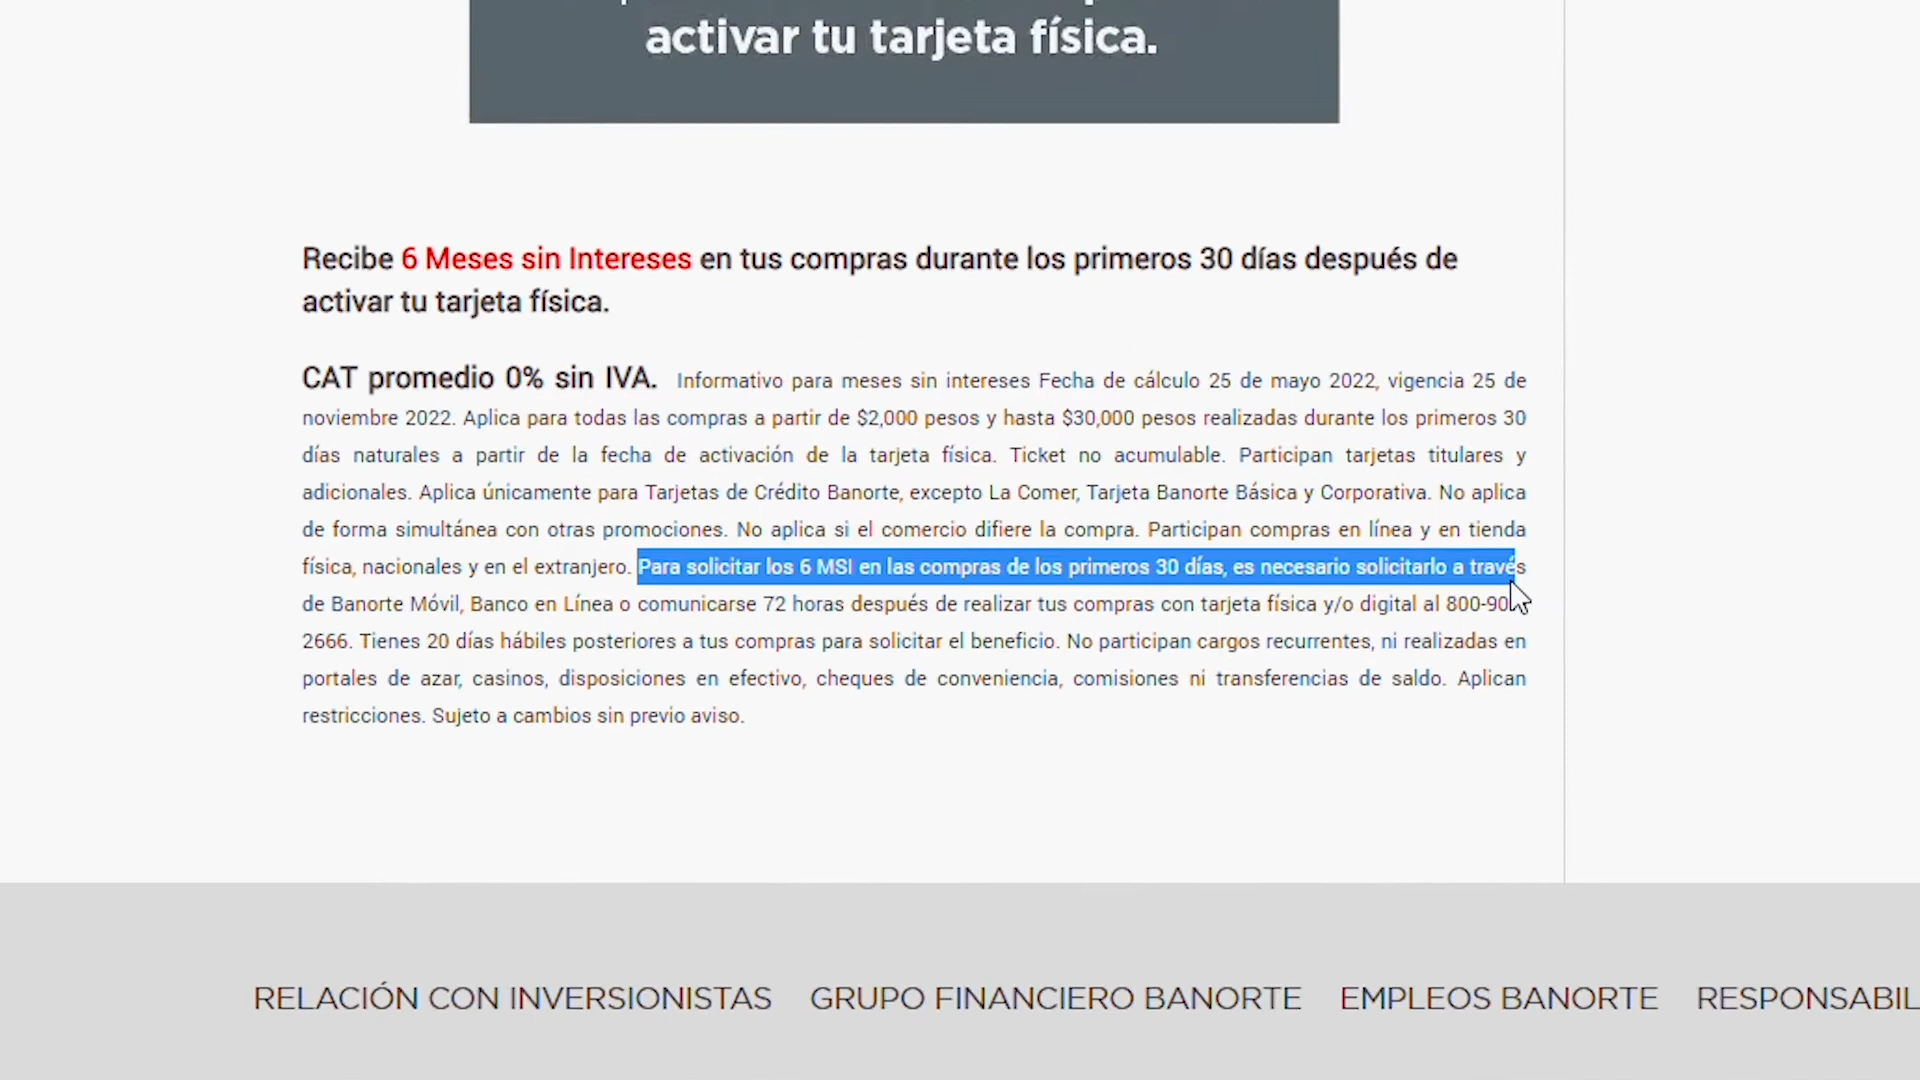 activar tu tarjeta física.
Recibe 6 Meses sin Intereses en tus compras durante los primeros 30 días después de
activar tu tarjeta física.
CAT promedio 0% sin IVA. Informativo para meses sin intereses Fecha de cálculo 25 de mayo 2022, vigencia 25 de
noviembre 2022. Aplica para todas las compras a partir de $2,000 pesos y hasta $30,000 pesos realizadas durante los primeros 30
días naturales a partir de la fecha de activación de la tarjeta física. Ticket no acumulable. Participan tarjetas titulares y
adicionales. Aplica únicamente para Tarjetas de Crédito Banorte, excepto La Comer, Tarjeta Banorte Básica y Corporativa. No aplica
de forma simultánea con otras promociones. No aplica si el comercio difiere la compra. Participan compras en línea y en tienda
física, nacionales y en el extranjero. Para solicitar los 6 MSI en las compras de los primeros 30 días, es necesario solicitarlo a través
de Banorte Móvil, Banco en Línea o comunicarse 72 horas después de realizar tus compras con tarjeta física y/o digital al 800-90
2666. Tienes 20 días hábiles posteriores a tus compras para solicitar el beneficio. No participan cargos recurrentes, ni realizadas en
portales de azar, casinos, disposiciones en efectivo, cheques de conveniencia, comisiones ni transferencias de saldo. Aplican
restricciones. Sujeto a cambios sin previo aviso.
RELACIÓN CON INVERSIONISTAS GRUPO FINANCIERO BANORTE EMPLEOS BANORTE RESPONSABIL